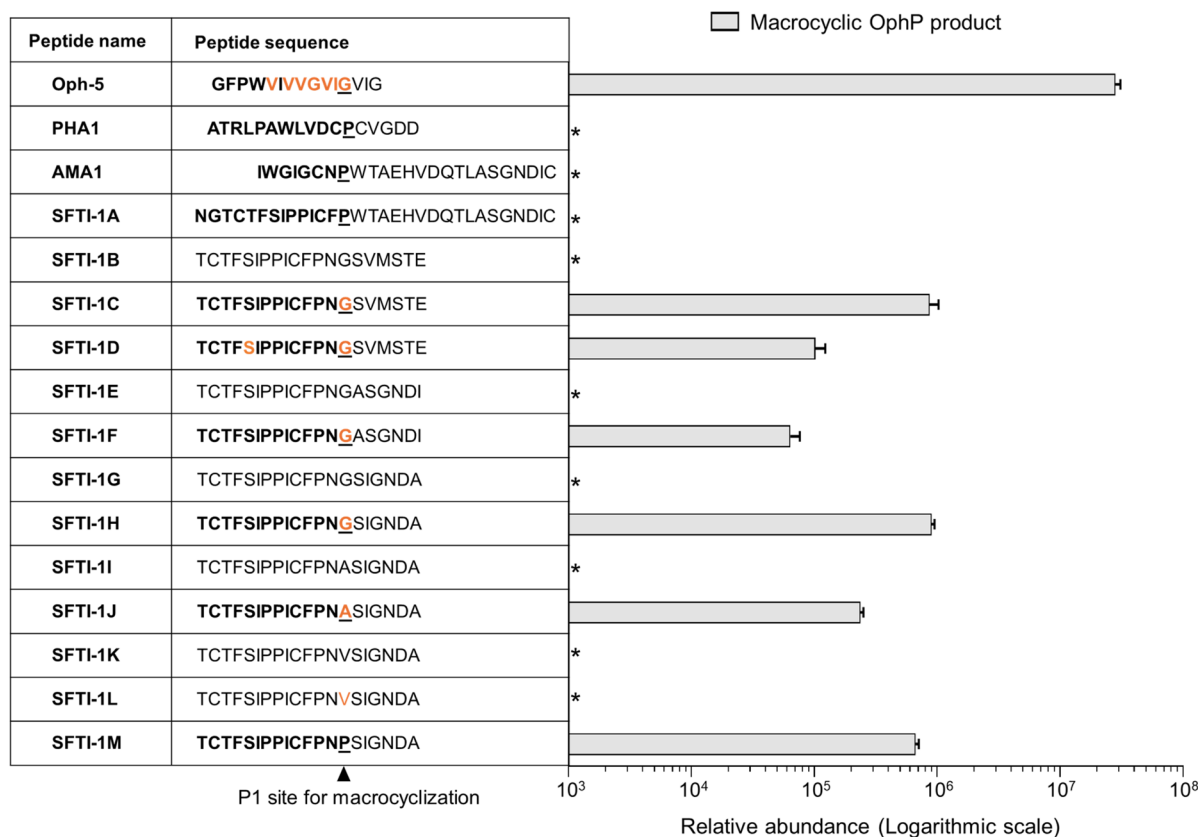 Macrocyclic OphP product
Peptide name Peptide sequence
Oph-5 GFPWVIVVGVIGVIG
PHA1 ATRLPAWLVDCPCVGDD *
AMA1 IWGIGCNPWTAEHVDQTLASGNDIC *
SFTI-1A NGTCTFSIPPICFPWTAEHVDQTLASGNDIC *
SFTI-1B TCTFSIPPICFPNGSVMSTE *
SFTI-1C TCTFSIPPICFPNGSVMSTE
SFTI-1D TCTFSIPPICFPNGSVMSTE
SFTI-1E TCTFSIPPICFPNGASGNDI *
SFTI-1F TCTFSIPPICFPNGASGNDI
SFTI-1G TCTFSIPPICFPNGSIGNDA *
SFTI-1H TCTFSIPPICFPNGSIGNDA
SFTI-1I TCTFSIPPICFPNASIGNDA *
SFTI-1J TCTFSIPPICFPNASIGNDA
SFTI-1K TCTFSIPPICFPNVSIGNDA *
SFTI-1L TCTFSIPPICFPNVSIGNDA *
SFTI-1M TCTFSIPPICFPNPSIGNDA
10³ 10⁴ 10⁵ 10⁶ 10⁷ 10⁸
P1 site for macrocyclization
Relative abundance (Logarithmic scale)